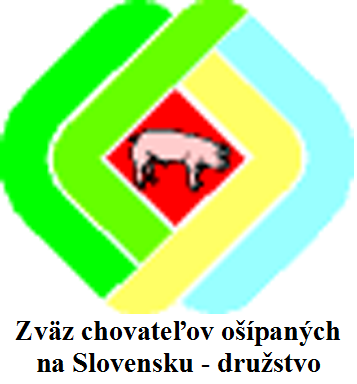 Zväz chovateľov ošípaných
na Slovensku - družstvo